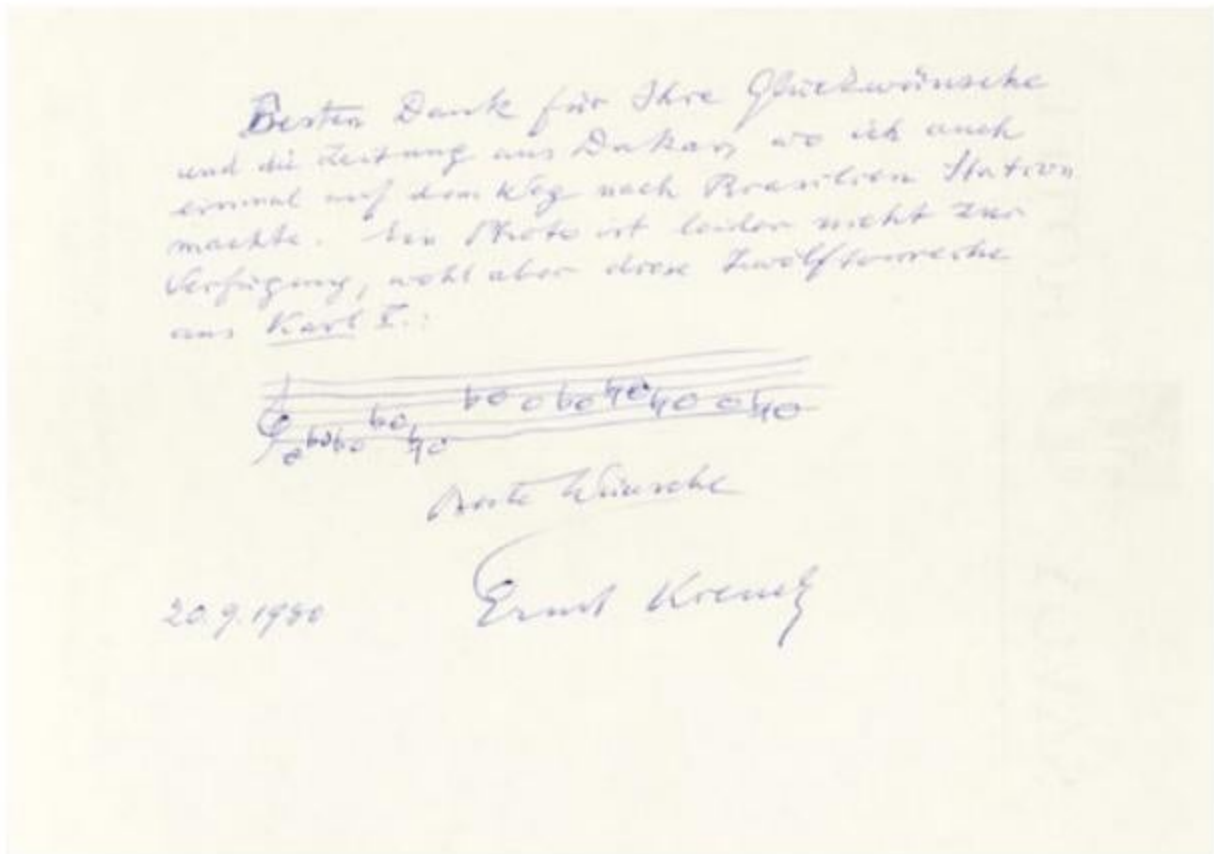 Besten Dank für Ihre Glückwünsche
und die Zeitung aus Dakar, wo ich auch
einmal auf dem Weg nach Brasilien Station
machte. Ein Photo ist leider nicht zur
Verfügung, wohl aber diese Zwölftonreihe
aus Karl V.:
Beste Wünsche
Ernst Krenek
20.9.1980